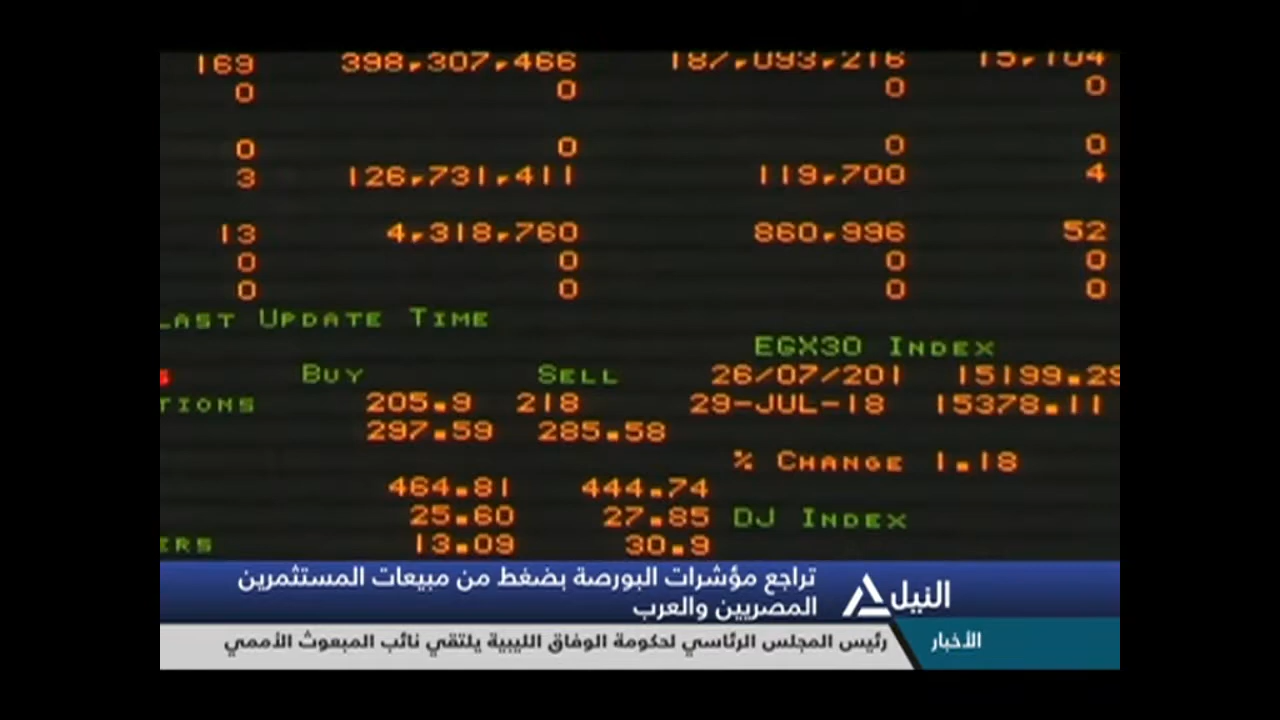 169 398,307,466 187,093,216 15,104
0 0 0 0
0 0 0 0
3 126,731,411 119,700 4
13 4,318,760 860,996 52
0 0 0 0
0 0 0 0
LAST UPDATE TIME
EGX30 INDEX
BUY SELL 26/07/201 15199.29
TIONS 205.9 218 29-JUL-18 15378.11
297.59 285.58
% CHANGE 1.18
464.81 444.74
25.60 27.85 DJ INDEX
ERS 13.09 30.9
النيل
تراجع مؤشرات البورصة بضغط من مبيعات المستثمرين
المصريين والعرب
الأخبار
رئيس المجلس الرئاسي لحكومة الوفاق الليبية يلتقي نائب المبعوث الأممي